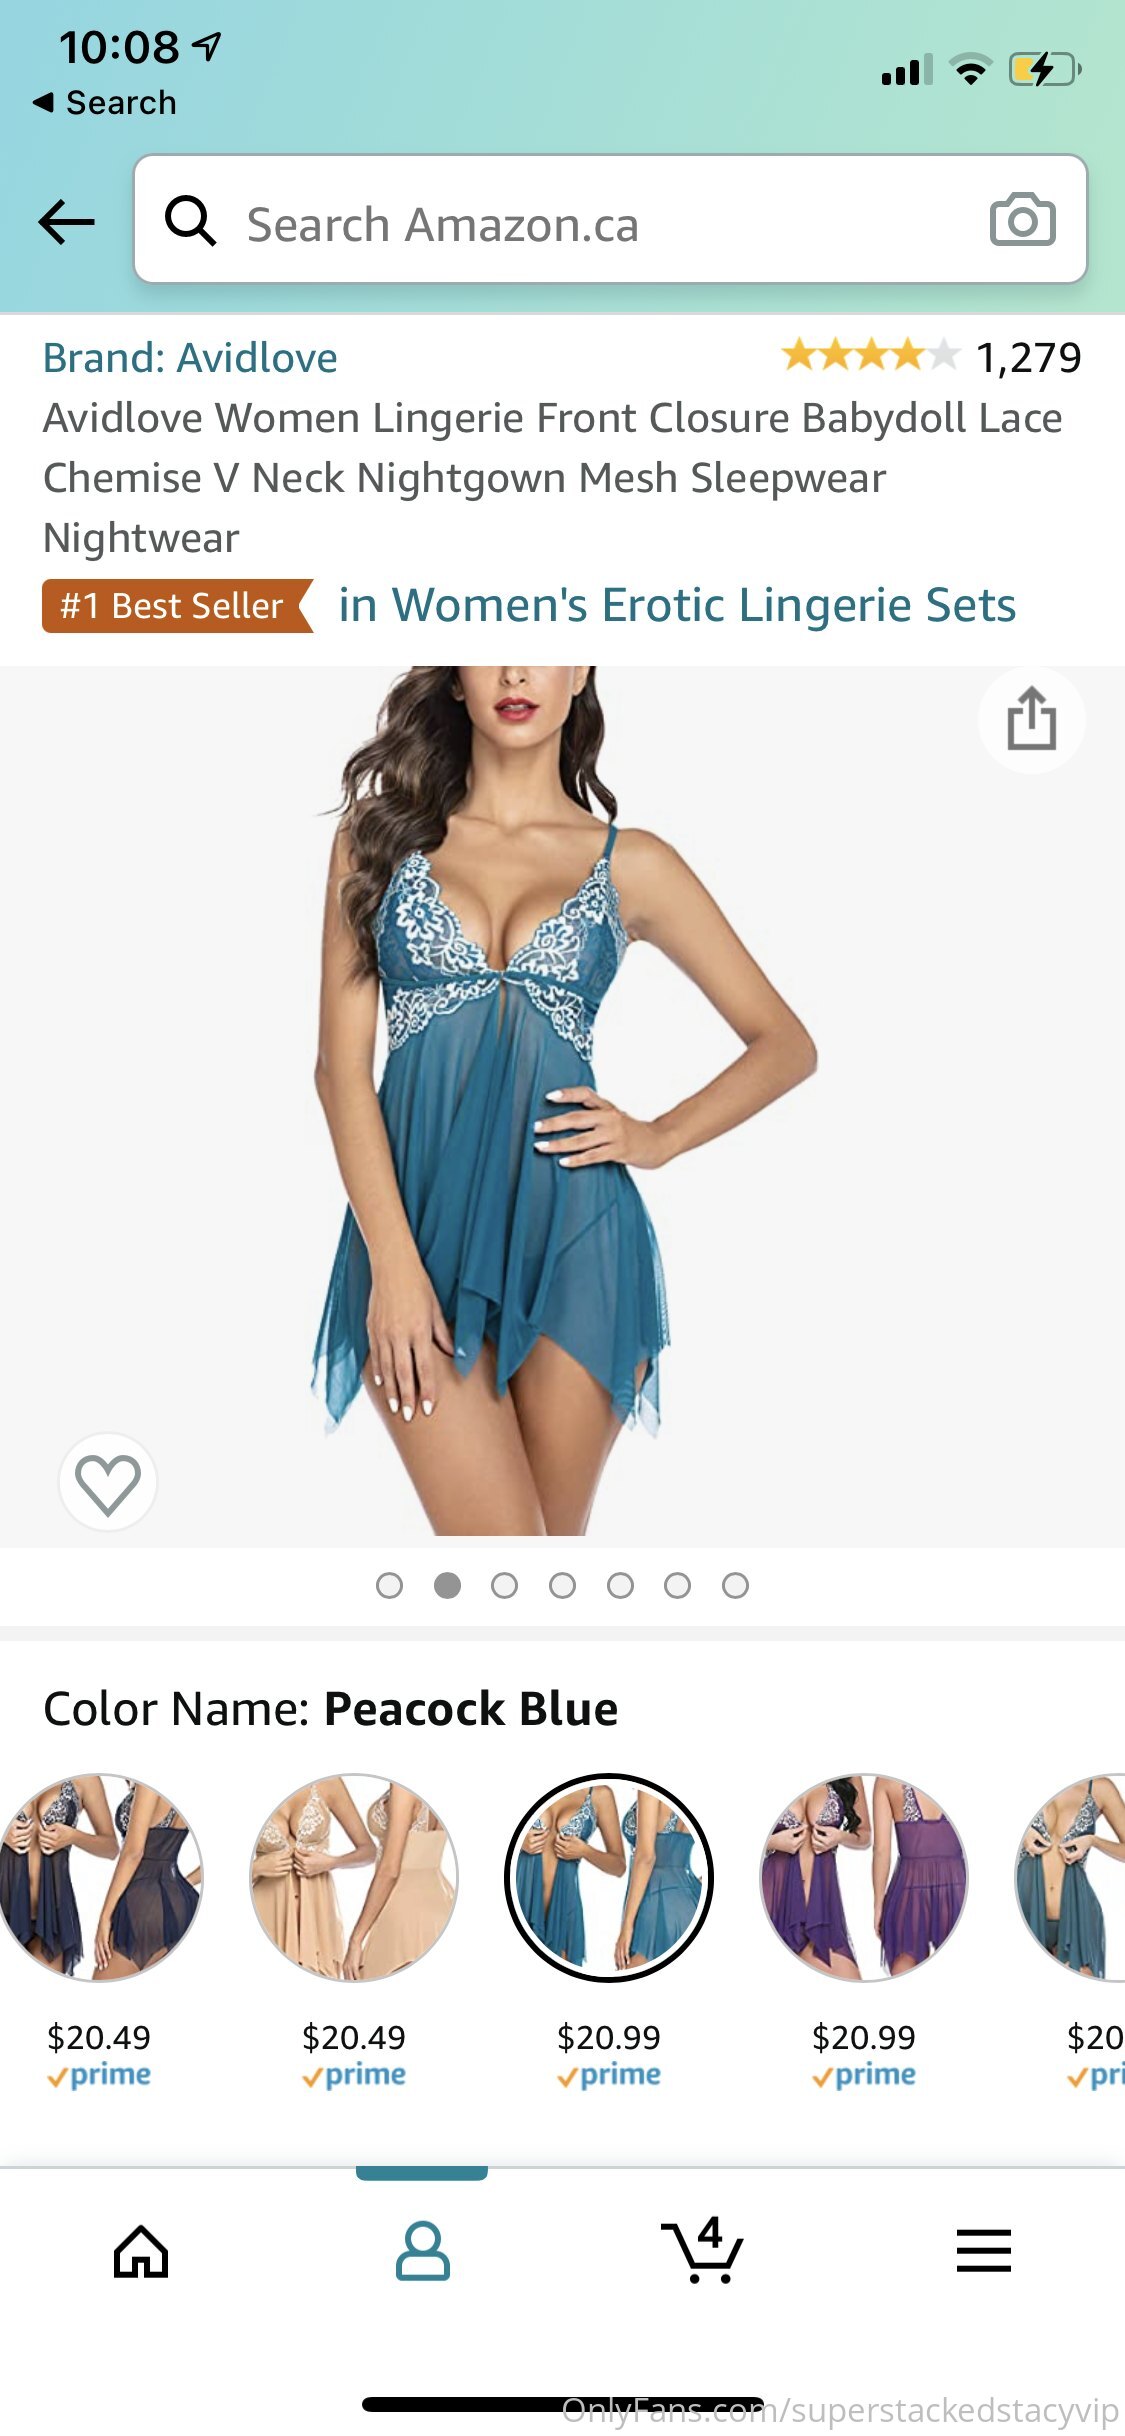 10:08
Search
Search Amazon.ca
Brand: Avidlove
1,279
Avidlove Women Lingerie Front Closure Babydoll Lace
Chemise V Neck Nightgown Mesh Sleepwear
Nightwear
#1 Best Seller in Women's Erotic Lingerie Sets
Color Name: Peacock Blue
$20.49 $20.49 $20.99 $20.99 $20
prime prime prime prime pri
4
OnlyFans.com/superstackedstacyvip